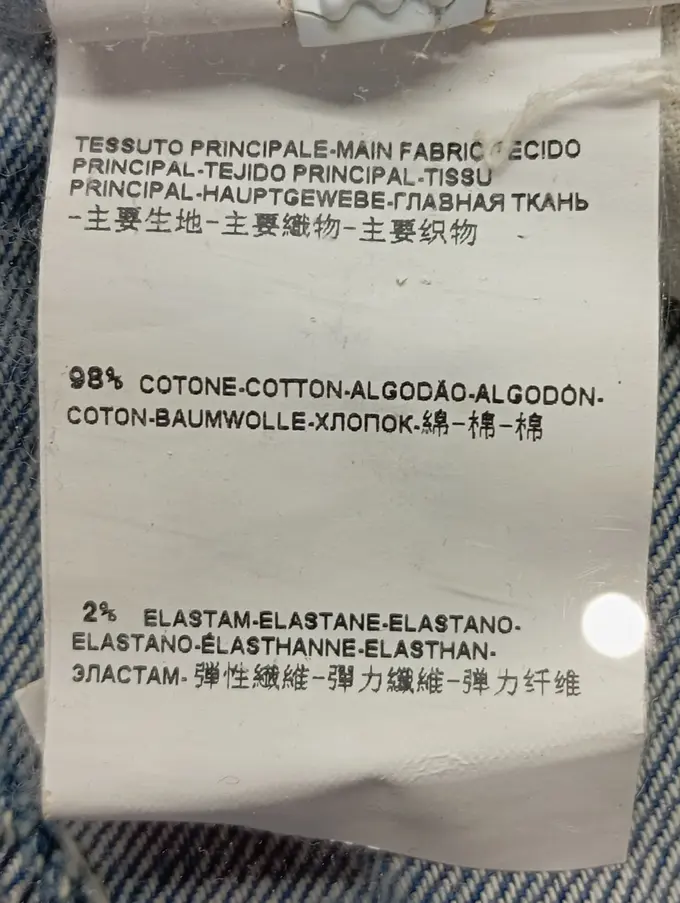 TESSUTO PRINCIPALE-MAIN FABRIC ECIDO
PRINCIPAL-TEJIDO PRINCIPAL-TISSU
PRINCIPAL-HAUPTGEWEBE-ГЛАВНАЯ ТКАНЬ
-主要生地-主要織物-主要织物
98% COTONE-COTTON-ALGODÃO-ALGODÓN-
COTON-BAUMWOLLE-ХЛОПОК-綿-棉-棉
2% ELASTAM-ELASTANE-ELASTANO-
ELASTANO-ÉLASTHANNE-ELASTHAN-
ЭЛАСТАМ-弾性繊維-彈力纖維-弹力纤维